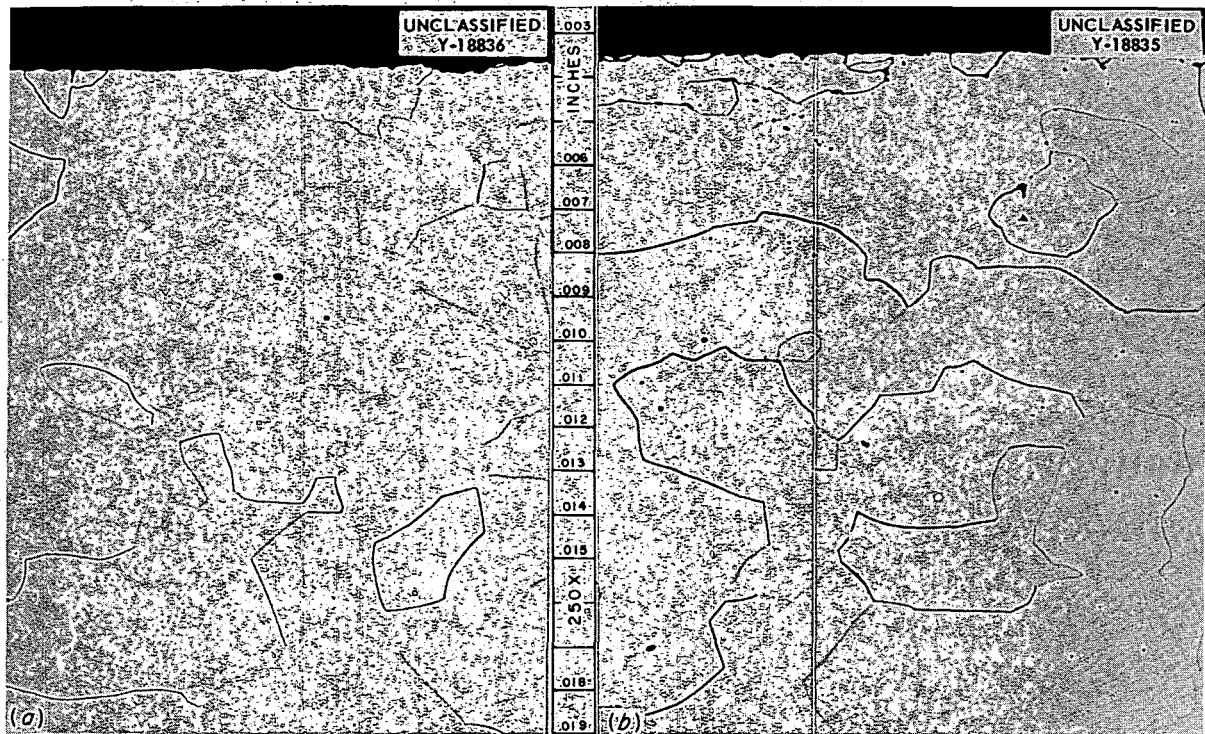 UNCLASSIFIED
Y-18836
.003
INCHES
.006
.007
.008
.009
.010
.011
.012
.013
.014
.015
250X
.018
.019
(a)
UNCLASSIFIED
Y-18835
(b)